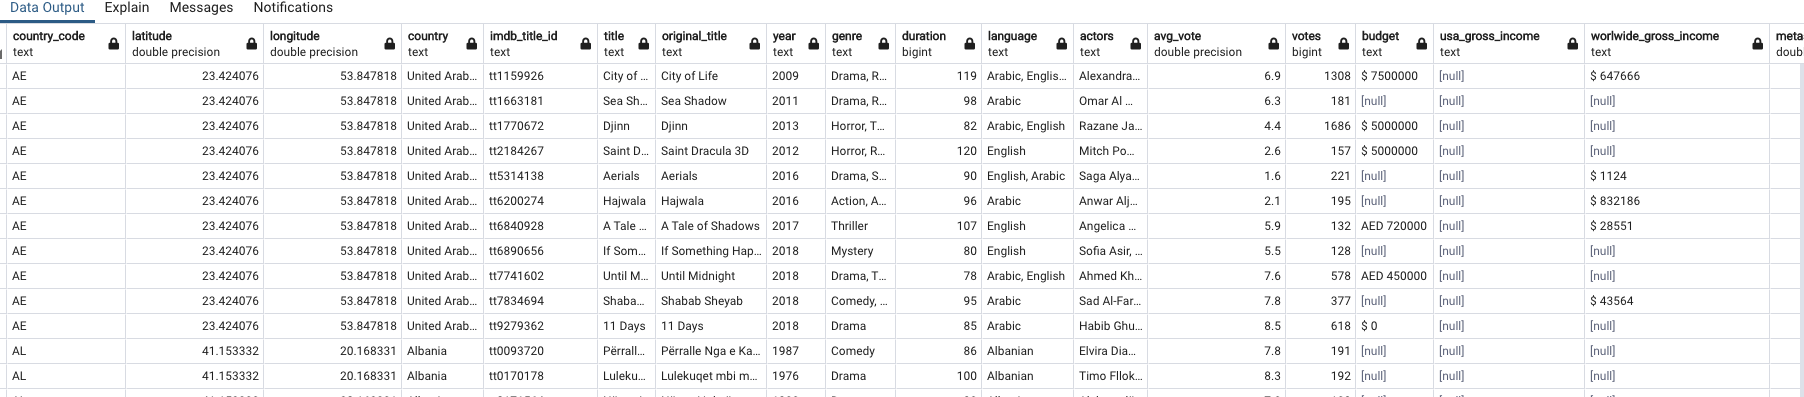 Data Output Explain Messages Notifications
country_code latitude longitude country imdb_title_id title original_title year genre duration language actors avg_vote votes budget usa_gross_income worlwide_gross_income metas
text double precision double precision text text text text text text bigint text text double precision bigint text text text doub
AE 23.424076 53.847818 United Arab... tt1159926 City of ... City of Life 2009 Drama, R... 119 Arabic, Englis... Alexandra... 6.9 1308 $ 7500000 [null] $ 647666
AE 23.424076 53.847818 United Arab... tt1663181 Sea Sh... Sea Shadow 2011 Drama, R... 98 Arabic Omar Al ... 6.3 181 [null] [null] [null]
AE 23.424076 53.847818 United Arab... tt1770672 Djinn Djinn 2013 Horror, T... 82 Arabic, English Razane Ja... 4.4 1686 $ 5000000 [null] [null]
AE 23.424076 53.847818 United Arab... tt2184267 Saint D... Saint Dracula 3D 2012 Horror, R... 120 English Mitch Po... 2.6 157 $ 5000000 [null] [null]
AE 23.424076 53.847818 United Arab... tt5314138 Aerials Aerials 2016 Drama, S... 90 English, Arabic Saga Alya... 1.6 221 [null] [null] $ 1124
AE 23.424076 53.847818 United Arab... tt6200274 Hajwala Hajwala 2016 Action, A... 96 Arabic Anwar Alj... 2.1 195 [null] [null] $ 832186
AE 23.424076 53.847818 United Arab... tt6840928 A Tale ... A Tale of Shadows 2017 Thriller 107 English Angelica ... 5.9 132 AED 720000 [null] $ 28551
AE 23.424076 53.847818 United Arab... tt6890656 If Som... If Something Hap... 2018 Mystery 80 English Sofia Asir, ... 5.5 128 [null] [null] [null]
AE 23.424076 53.847818 United Arab... tt7741602 Until M... Until Midnight 2018 Drama, T... 78 Arabic, English Ahmed Kh... 7.6 578 AED 450000 [null] [null]
AE 23.424076 53.847818 United Arab... tt7834694 Shaba... Shabab Sheyab 2018 Comedy, ... 95 Arabic Sad Al-Far... 7.8 377 [null] [null] $ 43564
AE 23.424076 53.847818 United Arab... tt9279362 11 Days 11 Days 2018 Drama 85 Arabic Habib Ghu... 8.5 618 $ 0 [null] [null]
AL 41.153332 20.168331 Albania tt0093720 Përrall... Përralle Nga e Ka... 1987 Comedy 86 Albanian Elvira Dia... 7.8 191 [null] [null] [null]
AL 41.153332 20.168331 Albania tt0170178 Luleku... Lulekuqet mbi m... 1976 Drama 100 Albanian Timo Fllok... 8.3 192 [null] [null] [null]